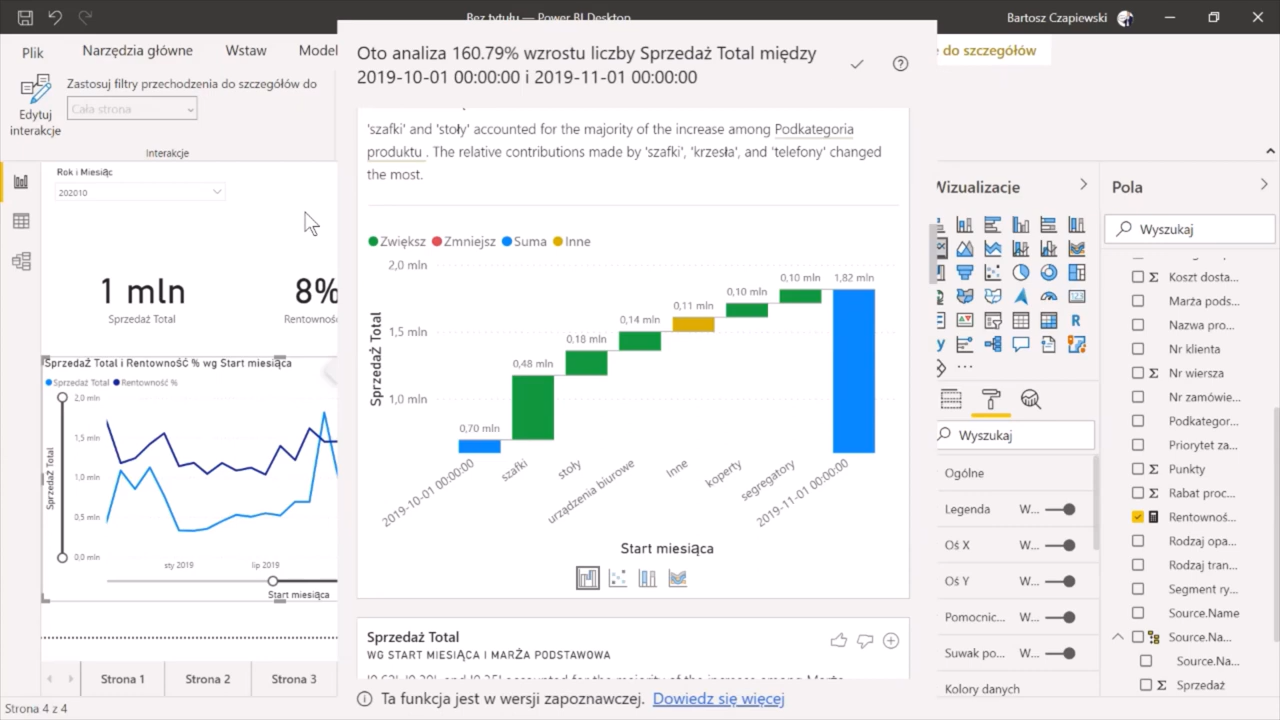 Bez tytułu — Power BI Desktop
Bartosz Czapiewski
Plik
Narzędzia główne
Wstaw
Model
do szczegółów
Edytuj
interakcje
Zastosuj filtry przechodzenia do szczegółów do
Cała strona
Interakcje
Rok i Miesiąc
202010
1 mln
Sprzedaż Total
8%
Rentownoś
Sprzedaż Total i Rentowność % wg Start miesiąca
Sprzedaż Total
Rentowność %
2,0 mln
1,5 mln
1,0 mln
0,5 mln
0,0 mln
Sprzedaż Total
sty 2019
lip 2019
Start miesiąca
Strona 1
Strona 2
Strona 3
Strona 4 z 4
Oto analiza 160.79% wzrostu liczby Sprzedaż Total między
2019-10-01 00:00:00 i 2019-11-01 00:00:00
'szafki' and 'stoły' accounted for the majority of the increase among Podkategoria
produktu . The relative contributions made by 'szafki', 'krzesła', and 'telefony' changed
the most.
Zwiększ Zmniejsz Suma Inne
2,0 mln
1,5 mln
1,0 mln
Sprzedaż Total
0,70 mln
0,48 mln
0,18 mln
0,14 mln
0,11 mln
0,10 mln
0,10 mln
1,82 mln
2019-10-01 00:00:00
szafki
stoły
urządzenia biurowe
Inne
koperty
segregatory
2019-11-01 00:00:00
Start miesiąca
Sprzedaż Total
WG START MIESIĄCA I MARŻA PODSTAWOWA
Ta funkcja jest w wersji zapoznawczej. Dowiedz się więcej
Wizualizacje
Wyszukaj
Ogólne
Legenda W...
Oś X W...
Oś Y W...
Pomocnic... W...
Suwak po... W...
Kolory danych
Pola
Wyszukaj
Koszt dosta...
Marża pods...
Nazwa pro...
Nr klienta
Nr wiersza
Nr zamówie...
Podkategor...
Priorytet za...
Punkty
Rabat proc...
Rentownoś...
Rodzaj opa...
Rodzaj tran...
Segment ry...
Source.Name
Source.Na...
Source.Na...
Sprzedaż